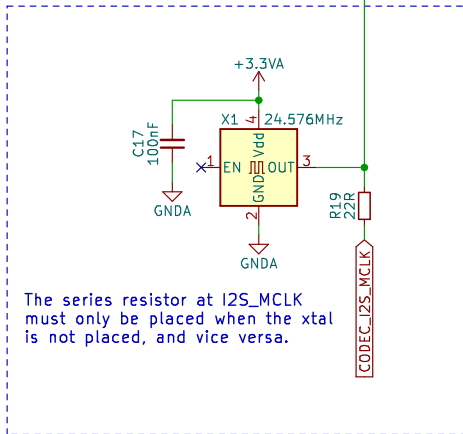 +3.3VA
X1 24.576MHz
C17
100nF
4
Vdd
1
EN
OUT
3
GND
2
GNDA
GNDA
R19
22R
CODEC_I2S_MCLK
The series resistor at I2S_MCLK
must only be placed when the xtal
is not placed, and vice versa.